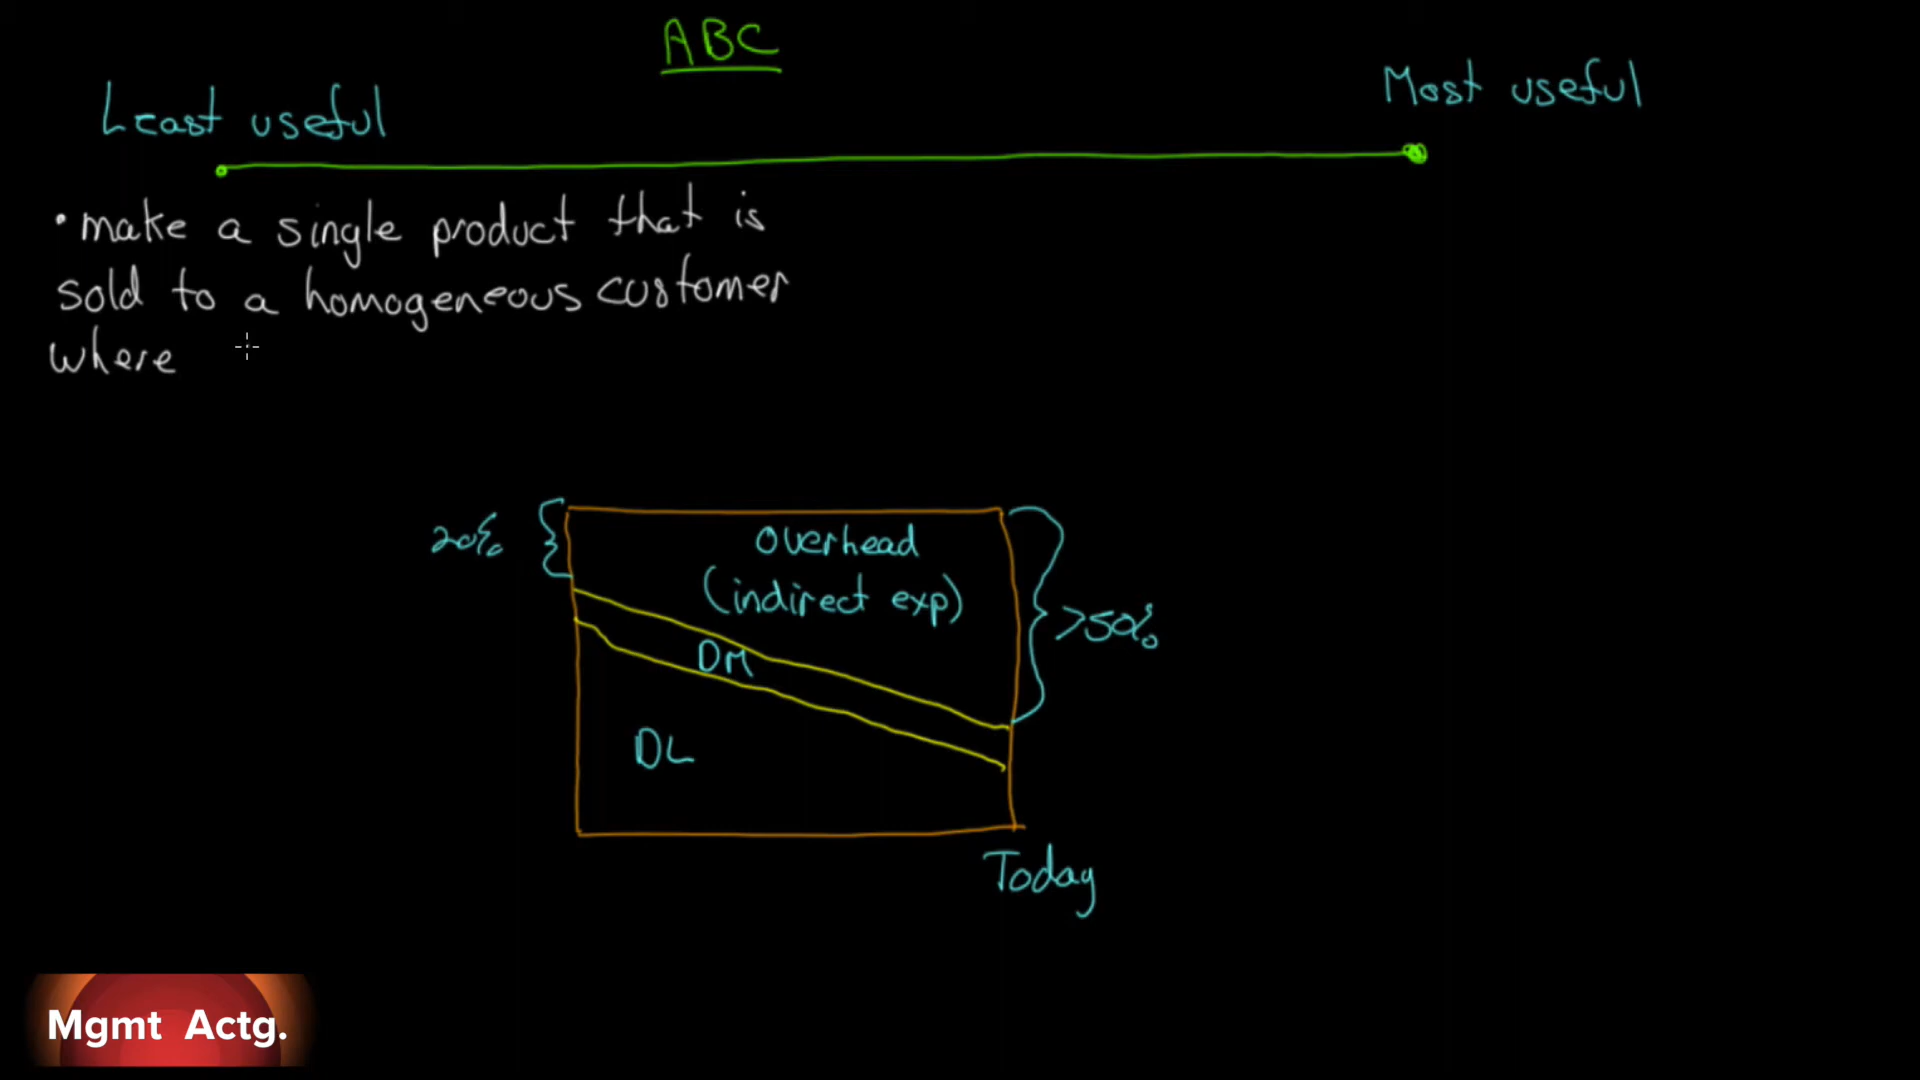 ABC
Least useful
Most useful
• make a single product that is
sold to a homogeneous customer
where
20%
Overhead
(indirect exp)
>50%
DM
DL
Today
Mgmt Actg.